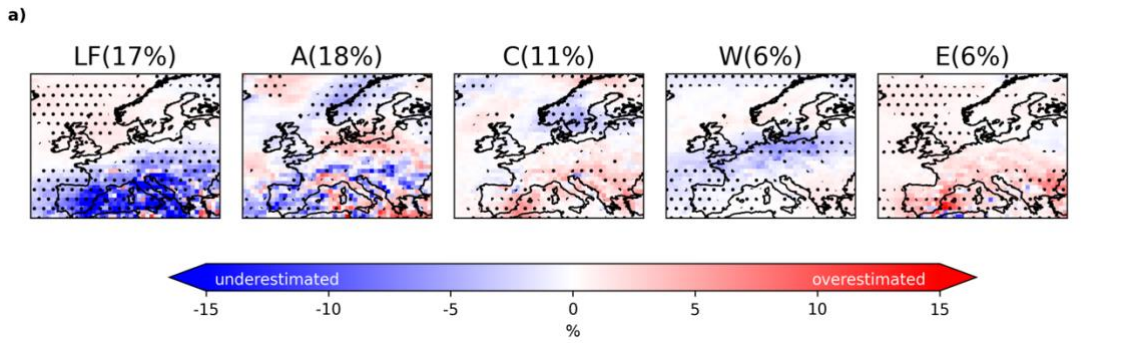 a)
LF(17%) A(18%) C(11%) W(6%) E(6%)
underestimated overestimated
-15 -10 -5 0 5 10 15
%